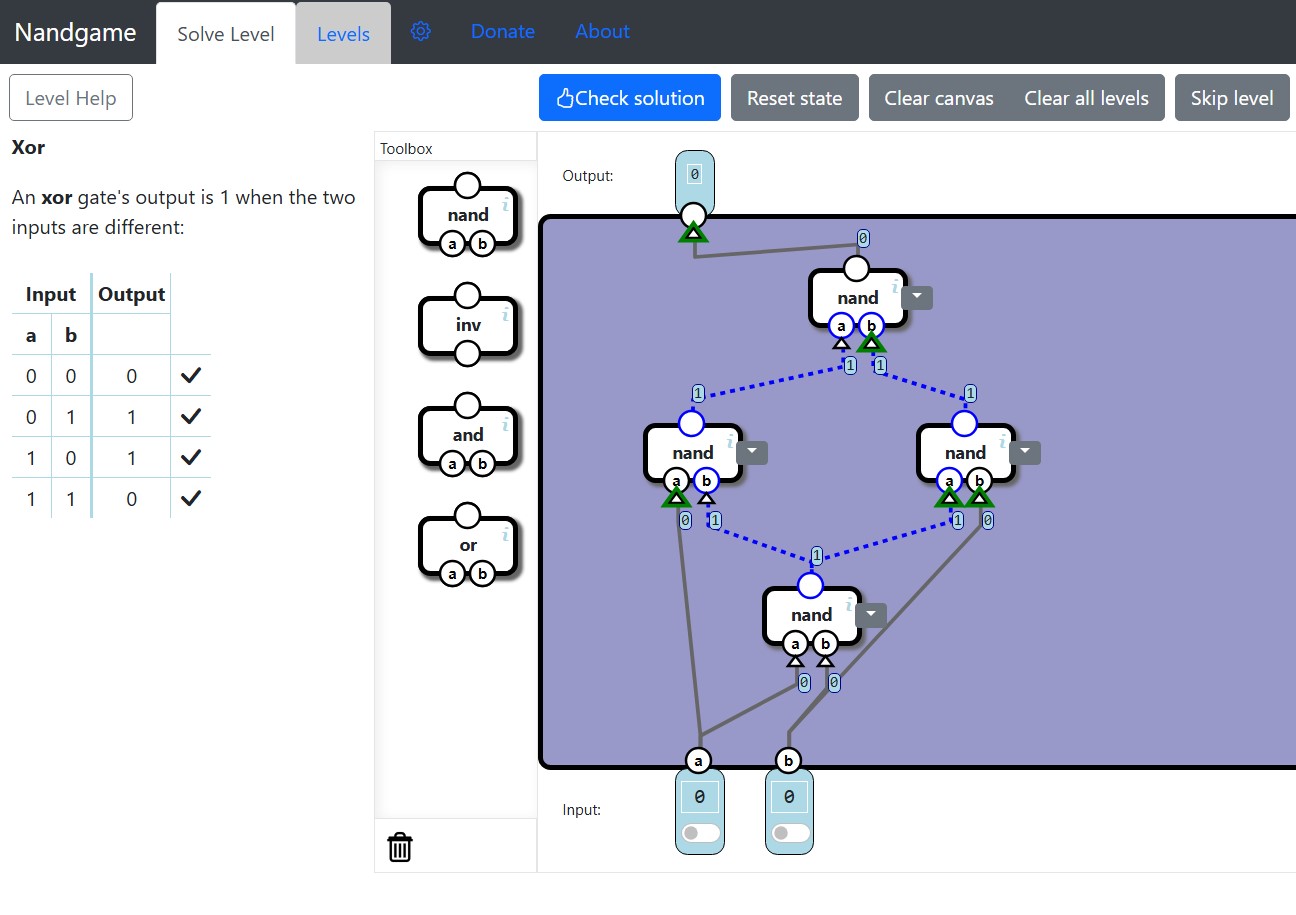 Nandgame Solve Level Levels Donate About
Level Help Check solution Reset state Clear canvas Clear all levels Skip level
Xor
An xor gate's output is 1 when the two
inputs are different:
Input Output
a b
0 0 0
0 1 1
1 0 1
1 1 0
Toolbox
nand i
a b
inv i
and i
a b
or i
a b
Output: 0
0
nand i
a b
1 1
1 1
nand i nand i
a b a b
0 1 1 0
1
nand i
a b
0 0
a b
Input: 0 0